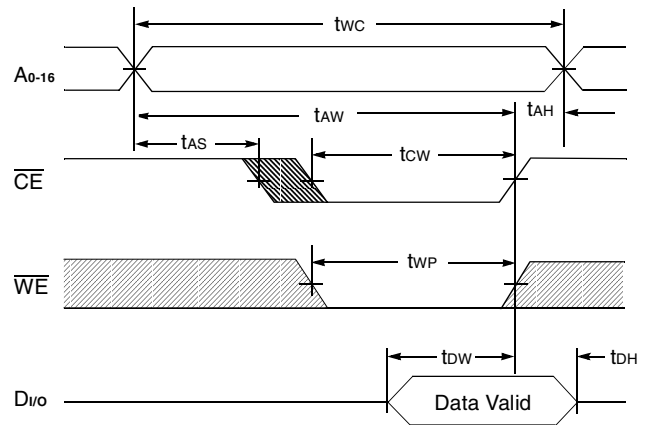 tWC
A0-16
tAW tAH
tAS tCW
CE
WE tWP
tDW tDH
DI/O Data Valid